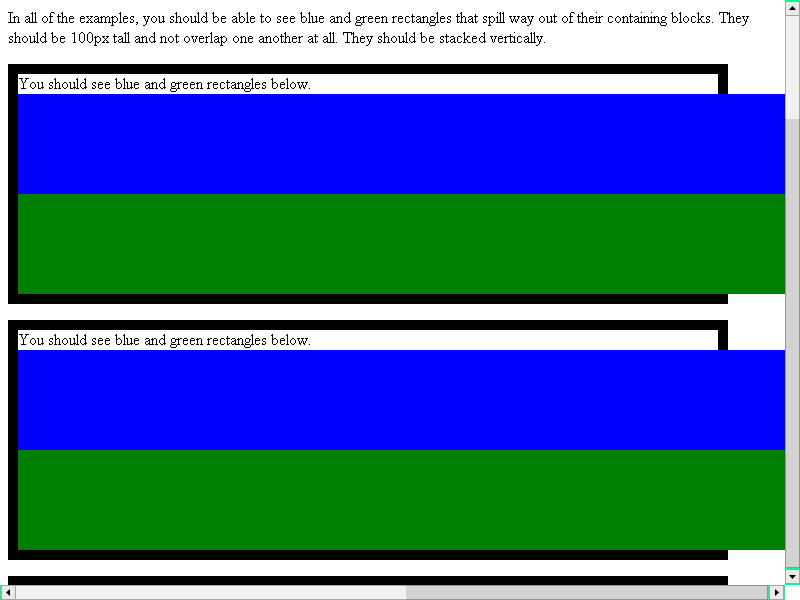 In all of the examples, you should be able to see blue and green rectangles that spill way out of their containing blocks. They
should be 100px tall and not overlap one another at all. They should be stacked vertically.
You should see blue and green rectangles below.
You should see blue and green rectangles below.